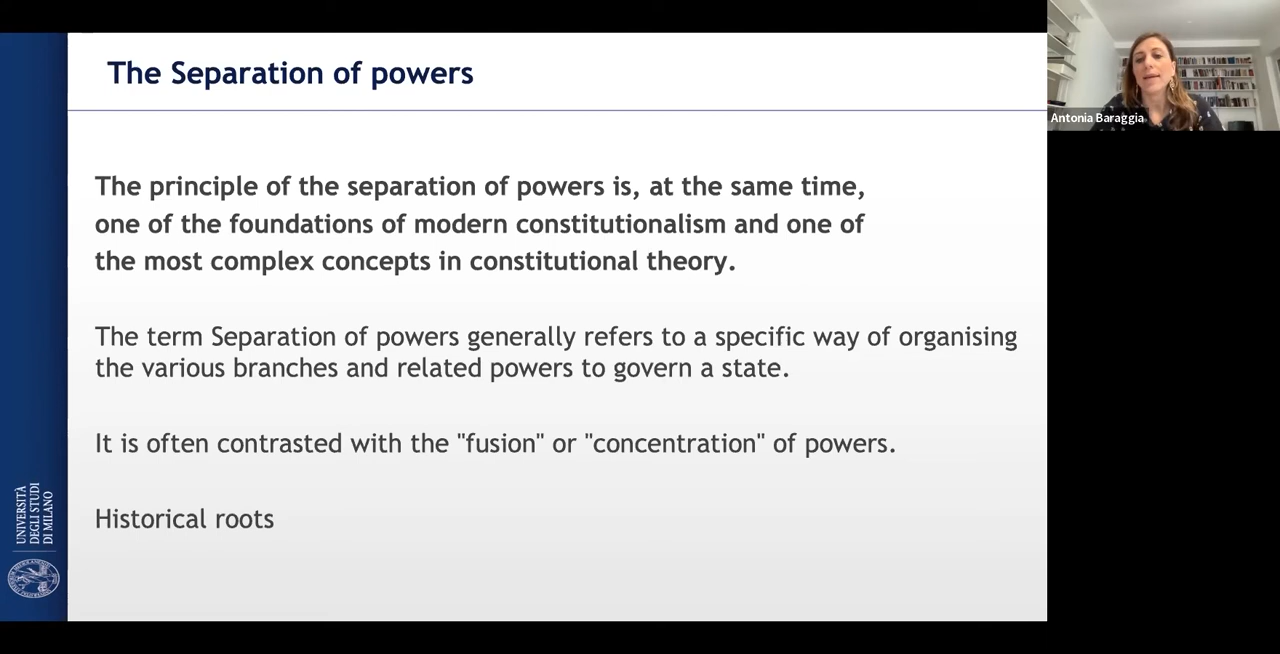 The Separation of powers
Antonia Baraggia
The principle of the separation of powers is, at the same time,
one of the foundations of modern constitutionalism and one of
the most complex concepts in constitutional theory.
The term Separation of powers generally refers to a specific way of organising
the various branches and related powers to govern a state.
It is often contrasted with the "fusion" or "concentration" of powers.
Historical roots
UNIVERSITÀ
DEGLI STUDI
DI MILANO